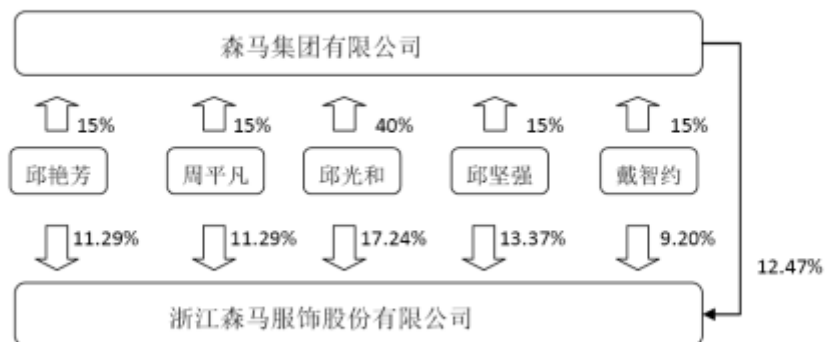 森马集团有限公司
15% 15% 40% 15% 15%
邱艳芳 周平凡 邱光和 邱坚强 戴智约
11.29% 11.29% 17.24% 13.37% 9.20%
12.47%
浙江森马服饰股份有限公司